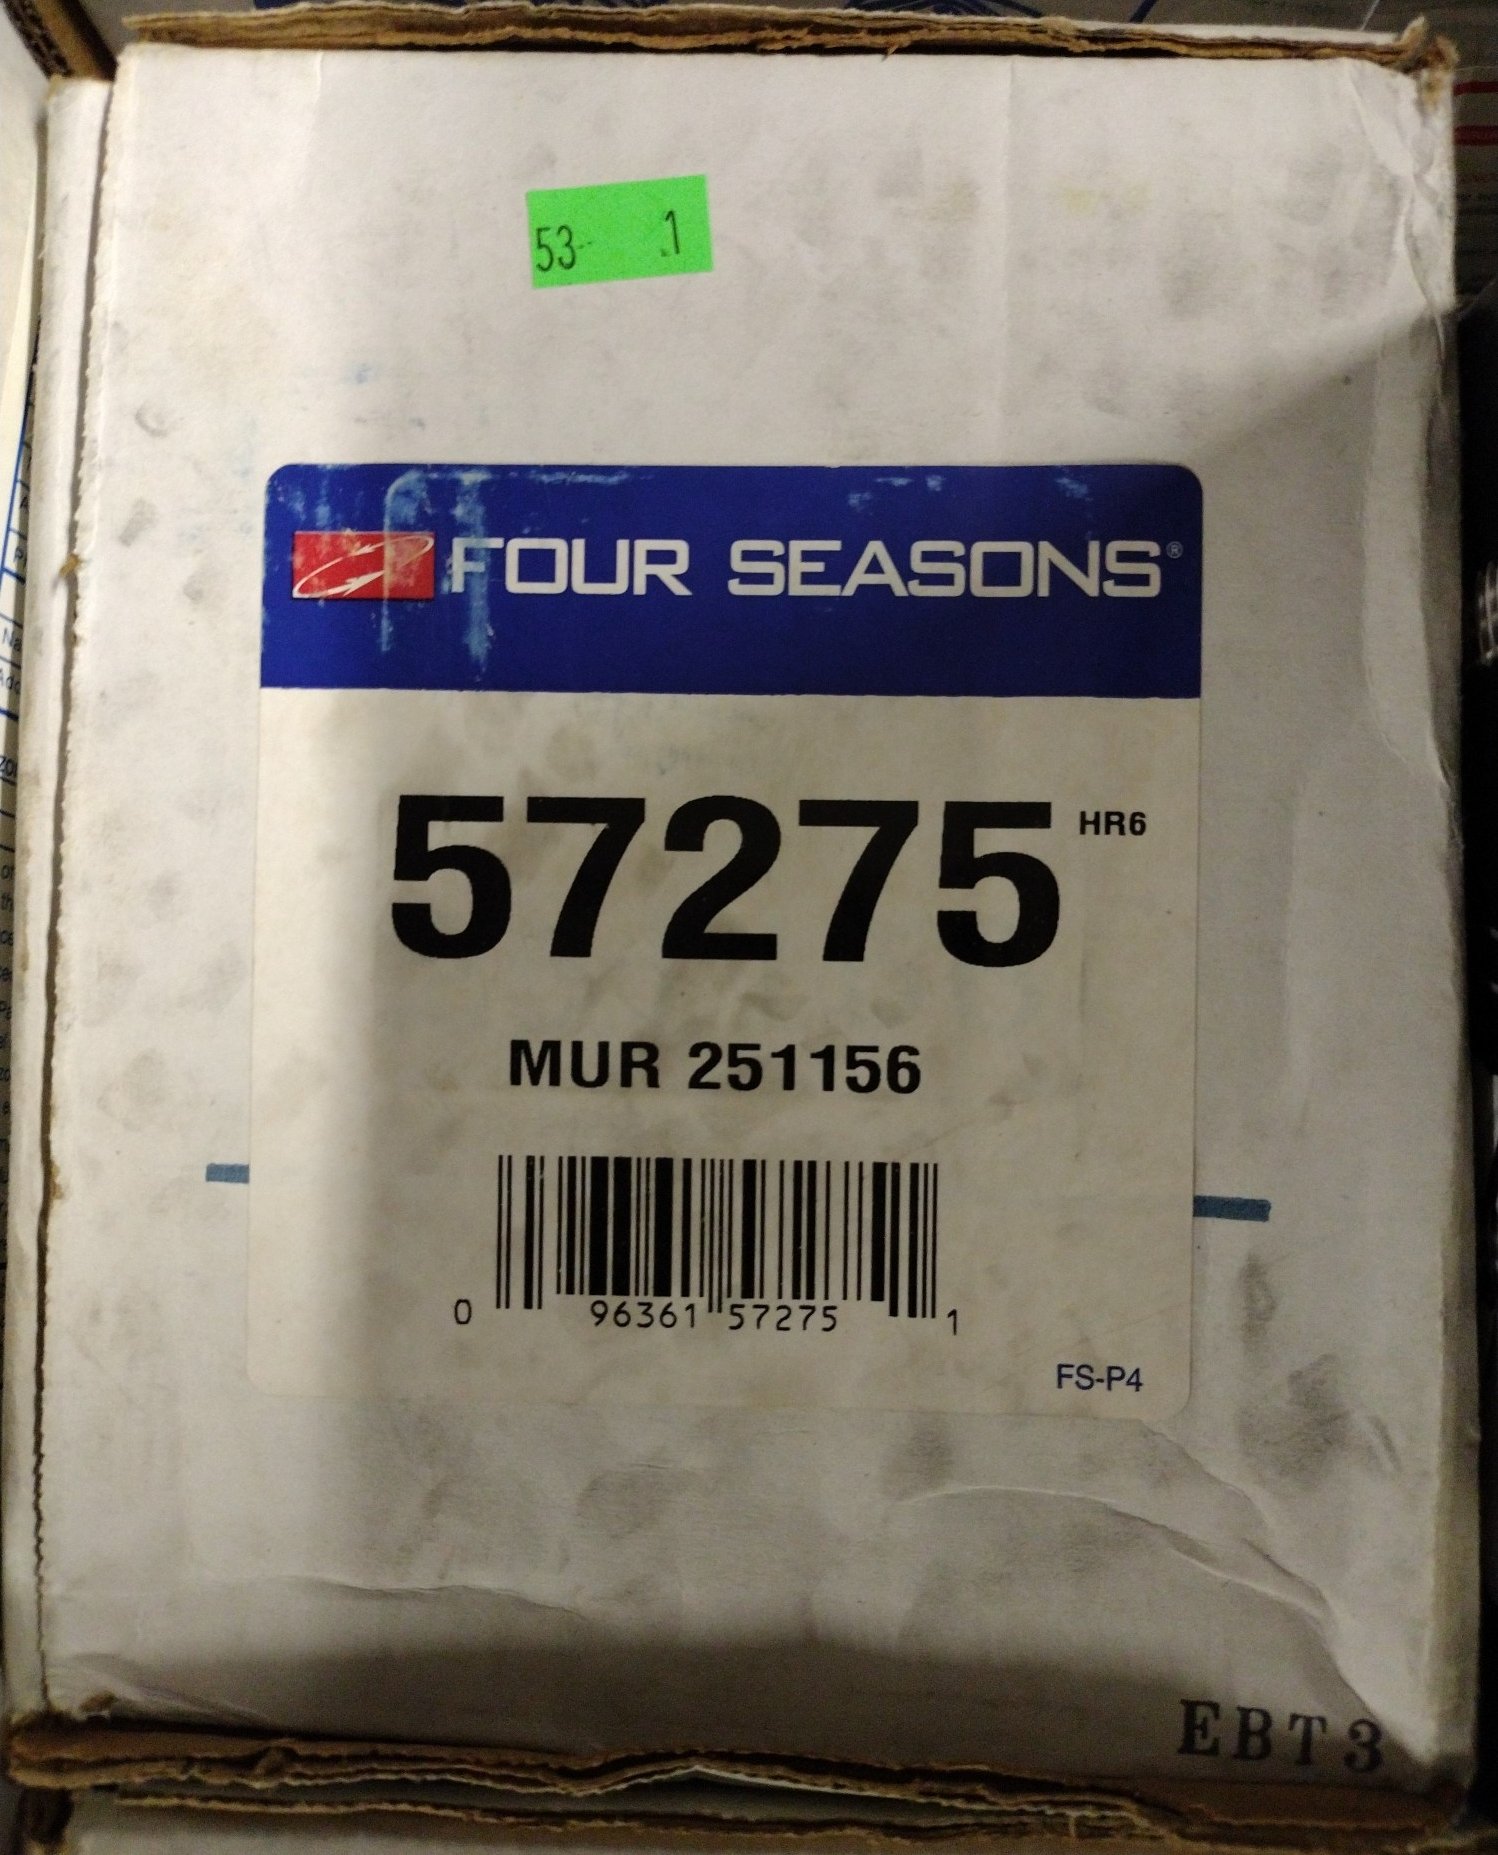 53 .1
FOUR SEASONS®
57275 HR6
MUR 251156
0 96361 57275 1
FS-P4
EBT3